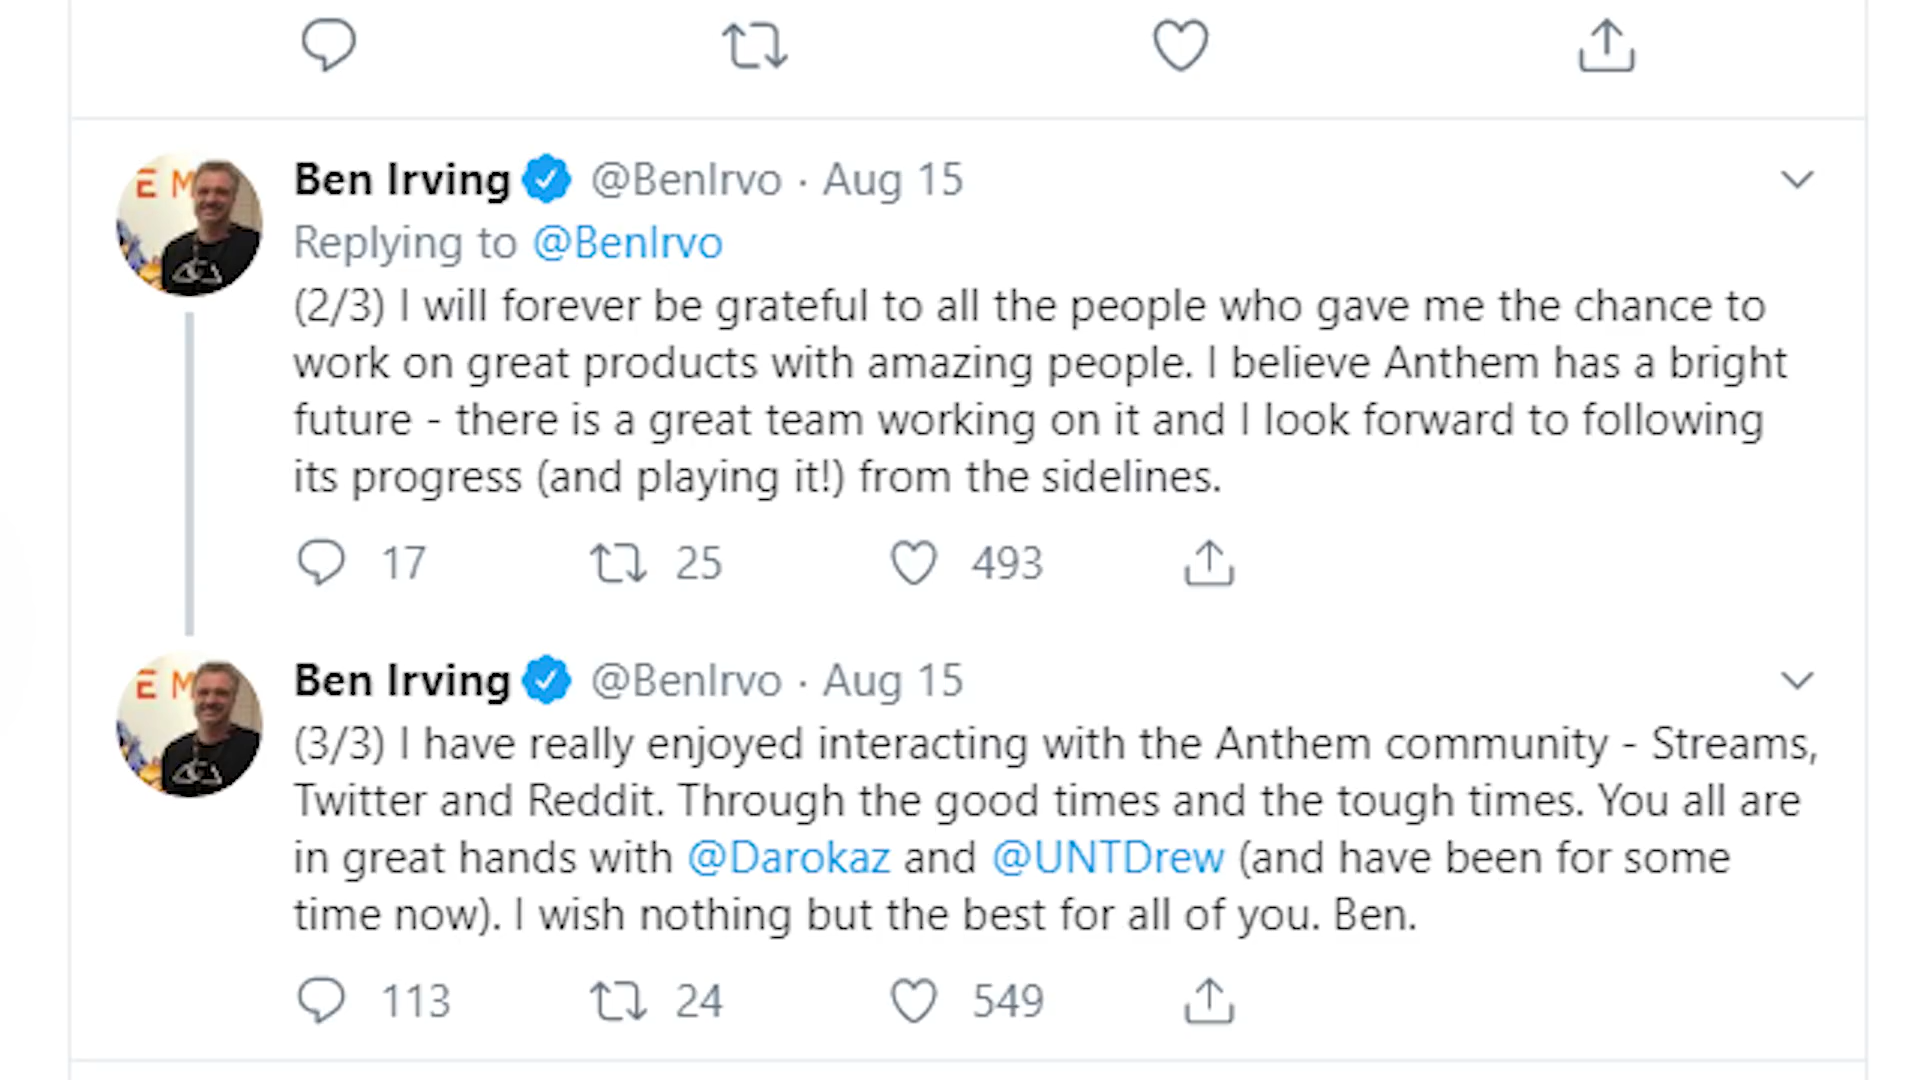 Ben Irving @BenIrvo · Aug 15
Replying to @BenIrvo
(2/3) I will forever be grateful to all the people who gave me the chance to
work on great products with amazing people. I believe Anthem has a bright
future - there is a great team working on it and I look forward to following
its progress (and playing it!) from the sidelines.
17 25 493
Ben Irving @BenIrvo · Aug 15
(3/3) I have really enjoyed interacting with the Anthem community - Streams,
Twitter and Reddit. Through the good times and the tough times. You all are
in great hands with @Darokaz and @UNTDrew (and have been for some
time now). I wish nothing but the best for all of you. Ben.
113 24 549